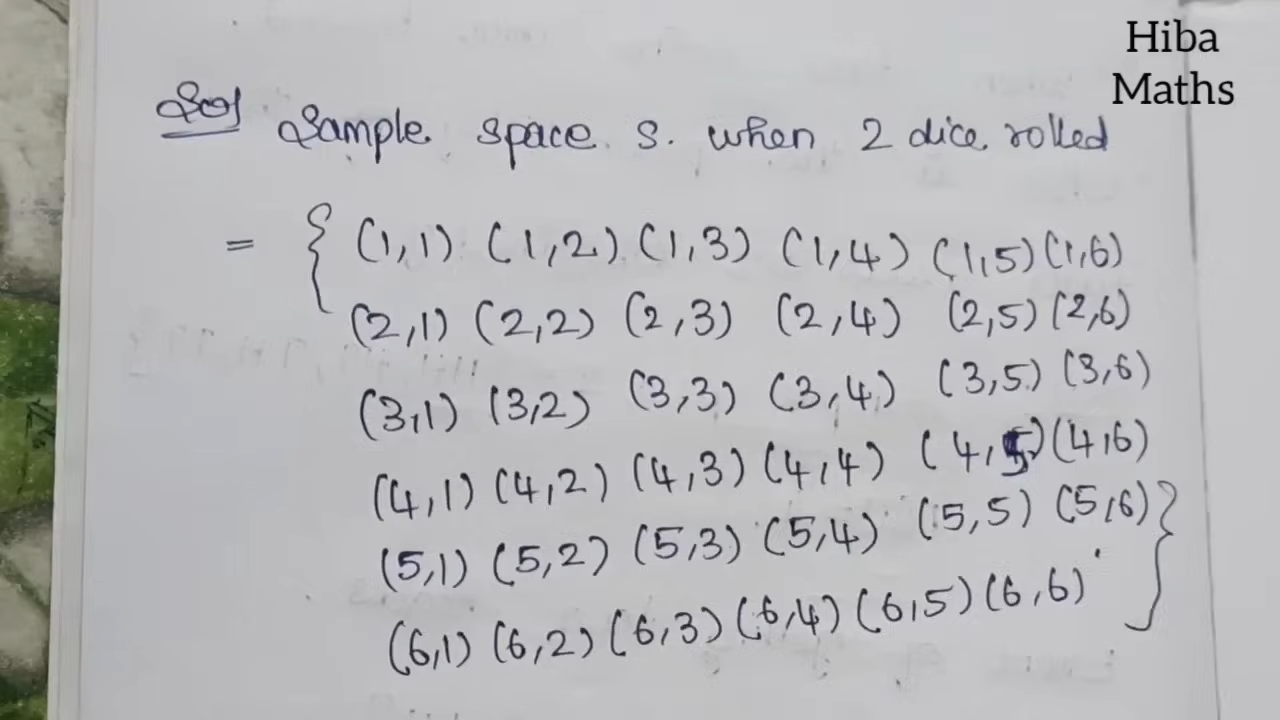 Hiba
Maths
Sol Sample space S. when 2 dice rolled
= { (1,1) (1,2) (1,3) (1,4) (1,5) (1,6)
(2,1) (2,2) (2,3) (2,4) (2,5) (2,6)
(3,1) (3,2) (3,3) (3,4) (3,5) (3,6)
(4,1) (4,2) (4,3) (4,4) (4,5) (4,6)
(5,1) (5,2) (5,3) (5,4) (5,5) (5,6)
(6,1) (6,2) (6,3) (6,4) (6,5) (6,6) }